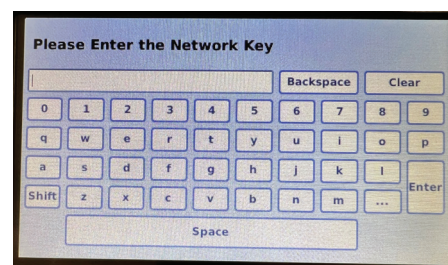 Please Enter the Network Key
Backspace Clear
0 1 2 3 4 5 6 7 8 9
q w e r t y u i o p
a s d f g h j k l Enter
Shift z x c v b n m ...
Space